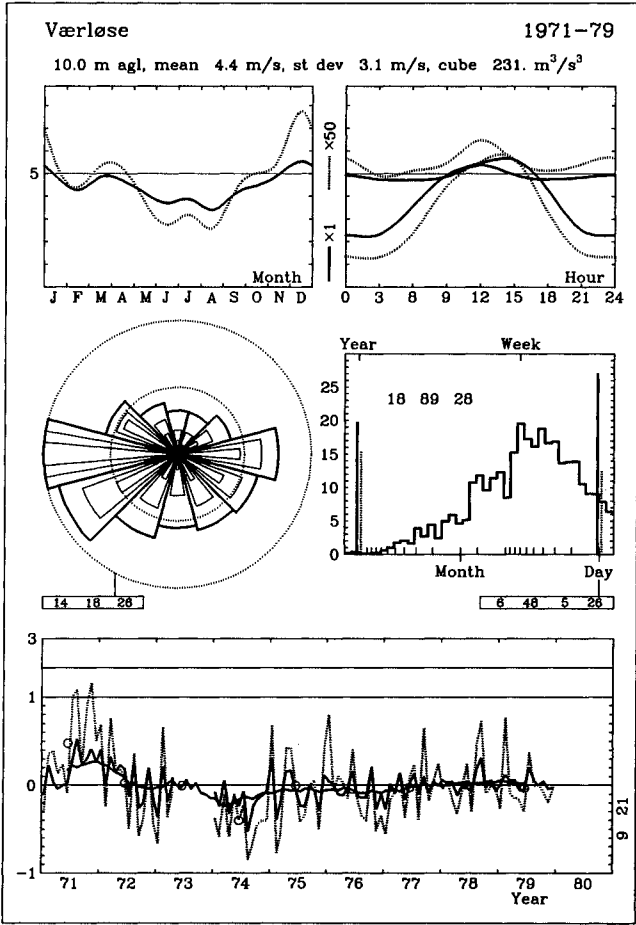 Værløse 1971-79
10.0 m agl, mean 4.4 m/s, st dev 3.1 m/s, cube 231. m³/s³
5
Month
J F M A M J J A S O N D
×1 ×50
Hour
0 3 6 9 12 15 18 21 24
Year Week
25
20
15
10
5
0
18 89 28
Month Day
14 18 28
6 48 5 26
3
1
0
-1
71 72 73 74 75 76 77 78 79 80
Year
9 21